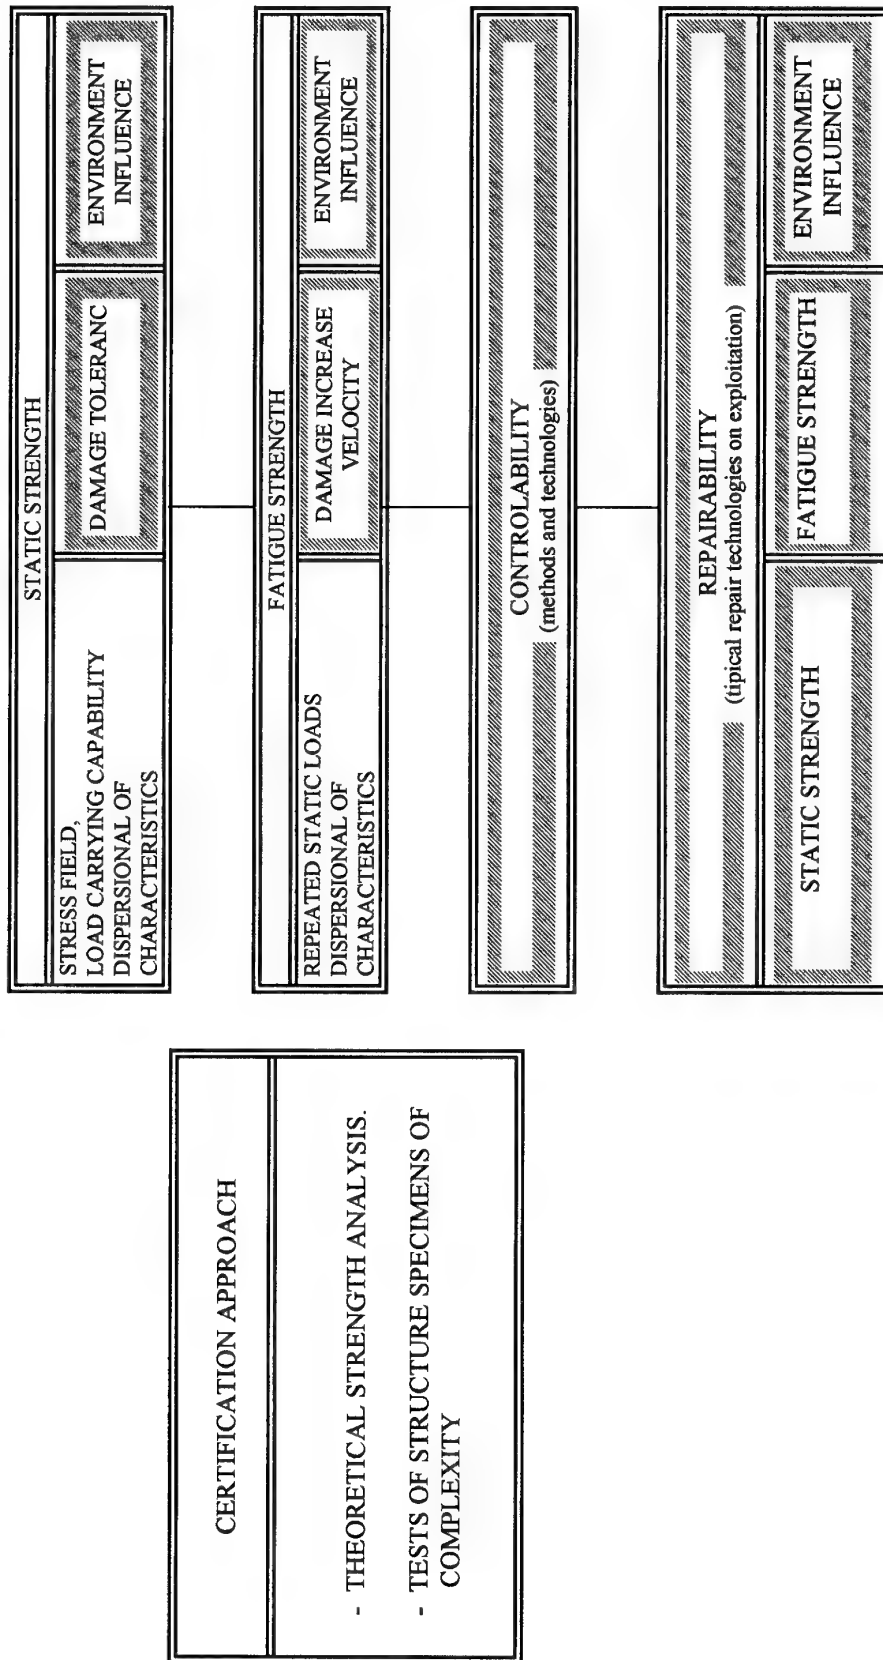 CERTIFICATION APPROACH
- THEORETICAL STRENGTH ANALYSIS.
- TESTS OF STRUCTURE SPECIMENS OF
COMPLEXITY
STATIC STRENGTH
STRESS FIELD,
LOAD CARRYING CAPABILITY
DISPERSIONAL OF
CHARACTERISTICS
DAMAGE TOLERANC
ENVIRONMENT
INFLUENCE
FATIGUE STRENGTH
REPEATED STATIC LOADS
DISPERSIONAL OF
CHARACTERISTICS
DAMAGE INCREASE
VELOCITY
ENVIRONMENT
INFLUENCE
CONTROLABILITY
(methods and technologies)
REPAIRABILITY
(tipical repair technologies on exploitation)
STATIC STRENGTH
FATIGUE STRENGTH
ENVIRONMENT
INFLUENCE